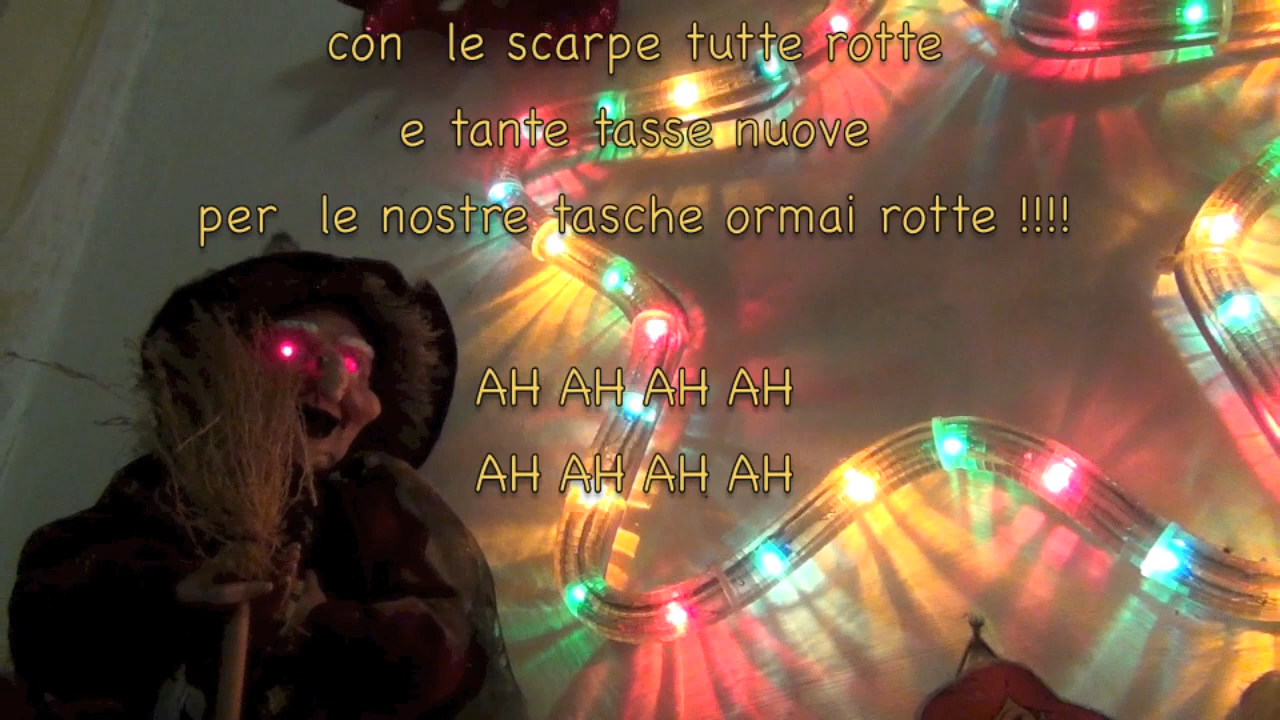 con le scarpe tutte rotte
e tante tasse nuove
per le nostre tasche ormai rotte !!!!
AH AH AH AH
AH AH AH AH